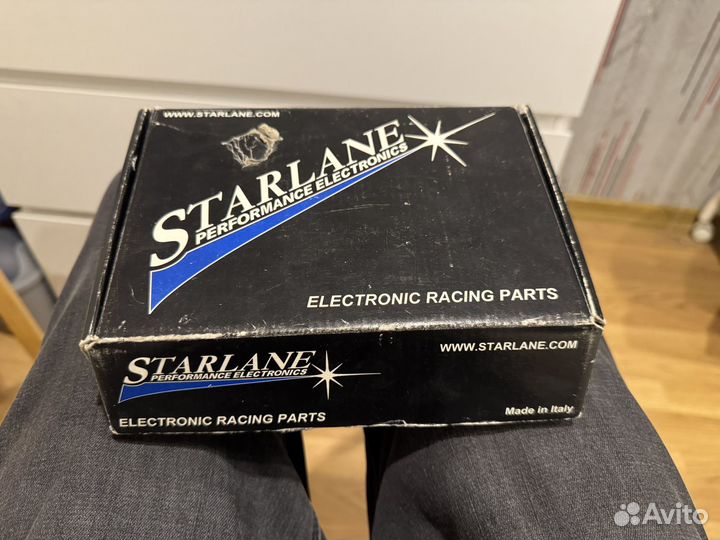 WWW.STARLANE.COM
STARLANE
PERFORMANCE ELECTRONICS
ELECTRONIC RACING PARTS
STARLANE
PERFORMANCE ELECTRONICS
WWW.STARLANE.COM
ELECTRONIC RACING PARTS
Made in Italy
Avito